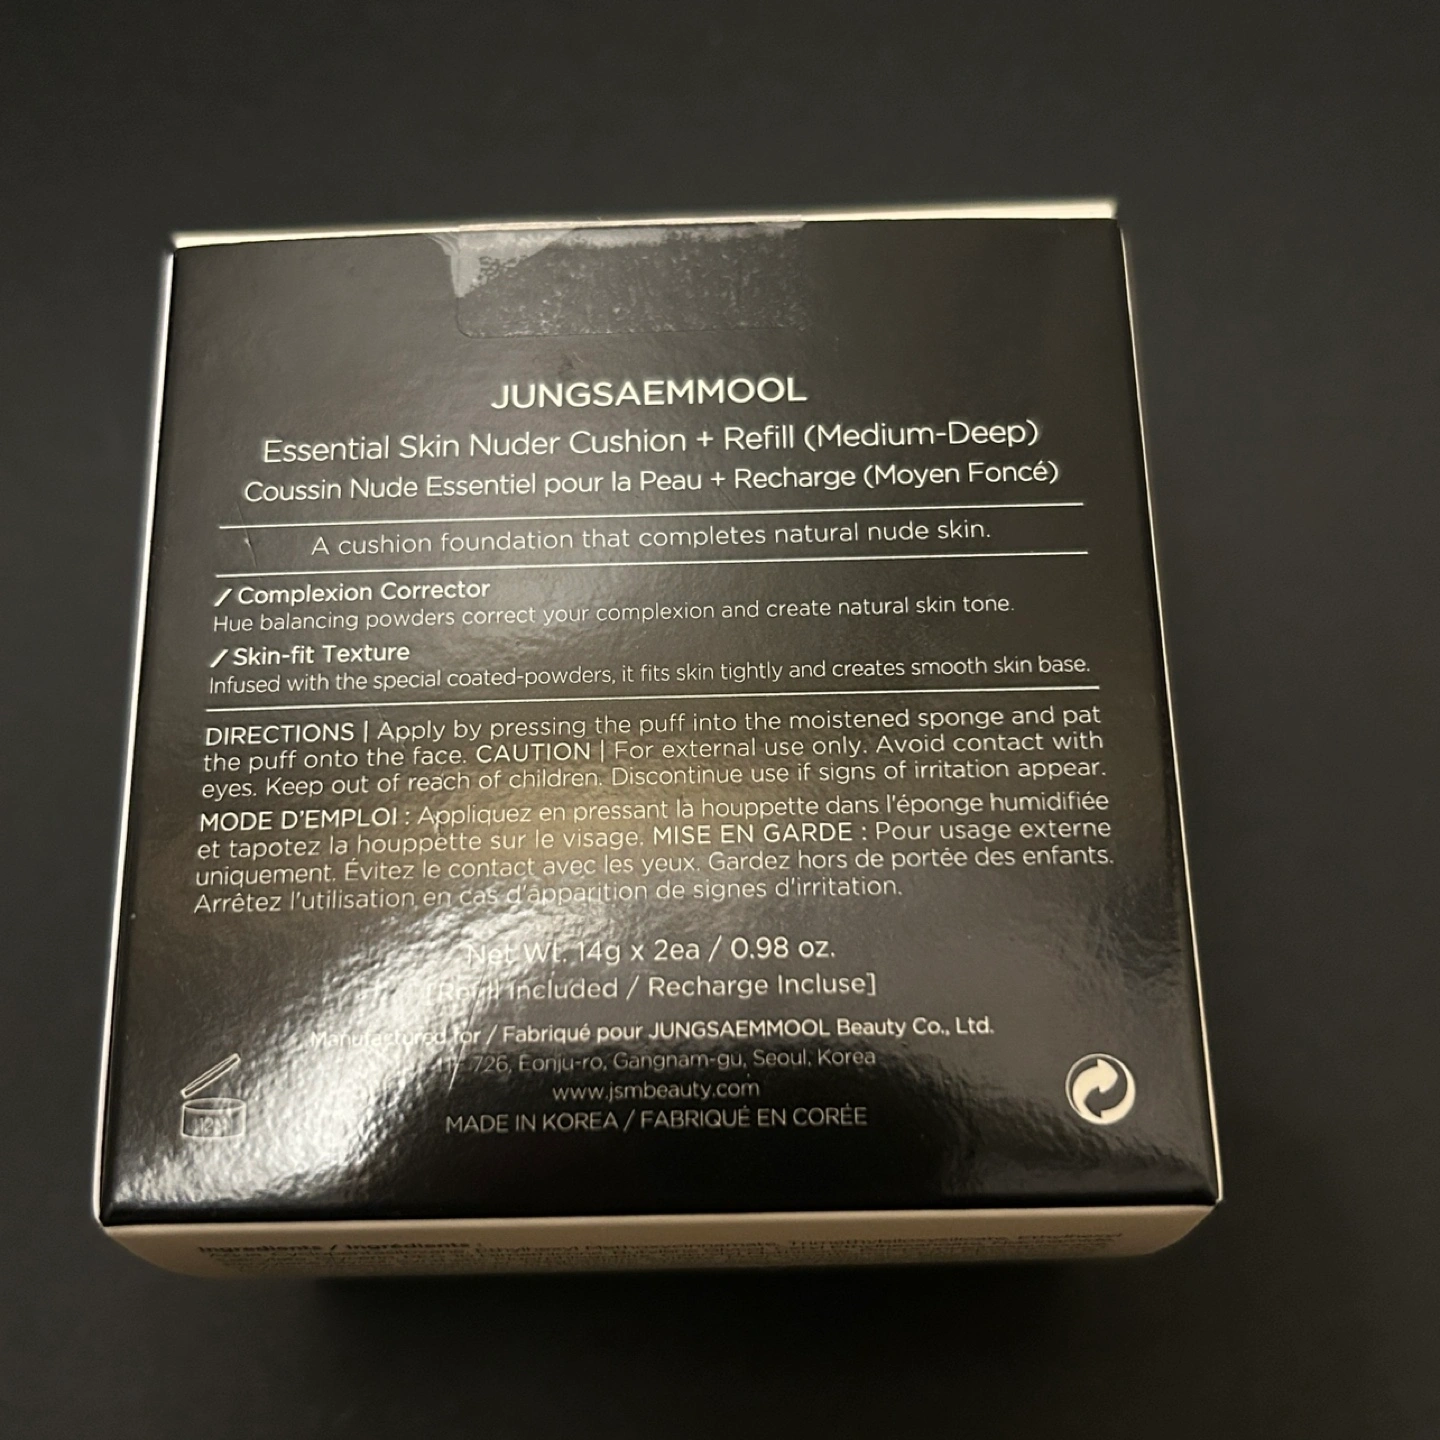 JUNGSAEMMOOL
Essential Skin Nuder Cushion + Refill (Medium-Deep)
Coussin Nude Essentiel pour la Peau + Recharge (Moyen Foncé)
A cushion foundation that completes natural nude skin.
/ Complexion Corrector
Hue balancing powders correct your complexion and create natural skin tone.
/ Skin-fit Texture
Infused with the special coated-powders, it fits skin tightly and creates smooth skin base.
DIRECTIONS | Apply by pressing the puff into the moistened sponge and pat
the puff onto the face. CAUTION | For external use only. Avoid contact with
eyes. Keep out of reach of children. Discontinue use if signs of irritation appear.
MODE D'EMPLOI : Appliquez en pressant la houppette dans l'éponge humidifiée
et tapotez la houppette sur le visage. MISE EN GARDE : Pour usage externe
uniquement. Évitez le contact avec les yeux. Gardez hors de portée des enfants.
Arrêtez l'utilisation en cas d'apparition de signes d'irritation.
Net Wt. 14g x 2ea / 0.98 oz.
[Refill included / Recharge Incluse]
Manufactured for / Fabriqué pour JUNGSAEMMOOL Beauty Co., Ltd.
726, Eonju-ro, Gangnam-gu, Seoul, Korea
www.jsmbeauty.com
MADE IN KOREA / FABRIQUÉ EN CORÉE
12M
Ingredients / Ingrédients :